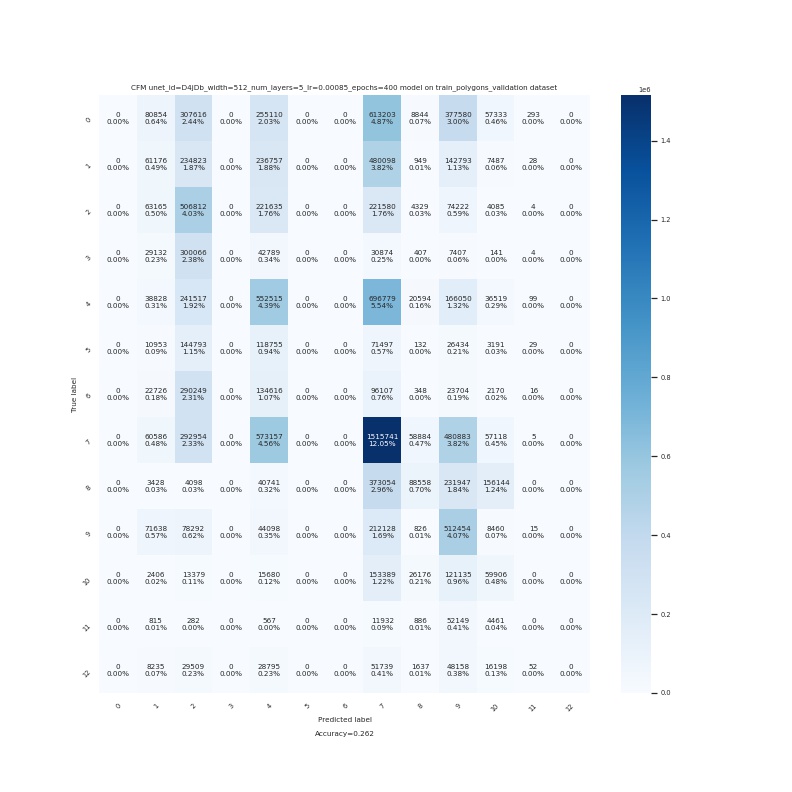 CFM unet_id=D4jDb_width=512_num_layers=5_lr=0.00085_epochs=400 model on train_polygons_validation dataset
1e6
0 0 80854 307616 0 255110 0 0 613203 8844 377580 57333 293 0
0.00% 0.64% 2.44% 0.00% 2.03% 0.00% 0.00% 4.87% 0.07% 3.00% 0.46% 0.00% 0.00%
1 0 61176 234823 0 236757 0 0 480098 949 142793 7487 28 0
0.00% 0.49% 1.87% 0.00% 1.88% 0.00% 0.00% 3.82% 0.01% 1.13% 0.06% 0.00% 0.00%
2 0 63165 506812 0 221635 0 0 221580 4329 74222 4085 4 0
0.00% 0.50% 4.03% 0.00% 1.76% 0.00% 0.00% 1.76% 0.03% 0.59% 0.03% 0.00% 0.00%
3 0 29132 300066 0 42789 0 0 30874 407 7407 141 4 0
0.00% 0.23% 2.38% 0.00% 0.34% 0.00% 0.00% 0.25% 0.00% 0.06% 0.00% 0.00% 0.00%
4 0 38828 241517 0 552515 0 0 696779 20594 166050 36519 99 0
0.00% 0.31% 1.92% 0.00% 4.39% 0.00% 0.00% 5.54% 0.16% 1.32% 0.29% 0.00% 0.00%
5 0 10953 144793 0 118755 0 0 71497 132 26434 3191 29 0
0.00% 0.09% 1.15% 0.00% 0.94% 0.00% 0.00% 0.57% 0.00% 0.21% 0.03% 0.00% 0.00%
6 0 22726 290249 0 134616 0 0 96107 348 23704 2170 16 0
0.00% 0.18% 2.31% 0.00% 1.07% 0.00% 0.00% 0.76% 0.00% 0.19% 0.02% 0.00% 0.00%
7 0 60586 292954 0 573157 0 0 1515741 58884 480883 57118 5 0
0.00% 0.48% 2.33% 0.00% 4.56% 0.00% 0.00% 12.05% 0.47% 3.82% 0.45% 0.00% 0.00%
8 0 3428 4098 0 40741 0 0 373054 88558 231947 156144 0 0
0.00% 0.03% 0.03% 0.00% 0.32% 0.00% 0.00% 2.96% 0.70% 1.84% 1.24% 0.00% 0.00%
9 0 71638 78292 0 44098 0 0 212128 826 512454 8460 15 0
0.00% 0.57% 0.62% 0.00% 0.35% 0.00% 0.00% 1.69% 0.01% 4.07% 0.07% 0.00% 0.00%
10 0 2406 13379 0 15680 0 0 153389 26176 121135 59906 0 0
0.00% 0.02% 0.11% 0.00% 0.12% 0.00% 0.00% 1.22% 0.21% 0.96% 0.48% 0.00% 0.00%
11 0 815 282 0 567 0 0 11932 886 52149 4461 0 0
0.00% 0.01% 0.00% 0.00% 0.00% 0.00% 0.00% 0.09% 0.01% 0.41% 0.04% 0.00% 0.00%
12 0 8235 29509 0 28795 0 0 51739 1637 48158 16198 52 0
0.00% 0.07% 0.23% 0.00% 0.23% 0.00% 0.00% 0.41% 0.01% 0.38% 0.13% 0.00% 0.00%
0 1 2 3 4 5 6 7 8 9 10 11 12
True label
Predicted label
Accuracy=0.262
1.4
1.2
1.0
0.8
0.6
0.4
0.2
0.0